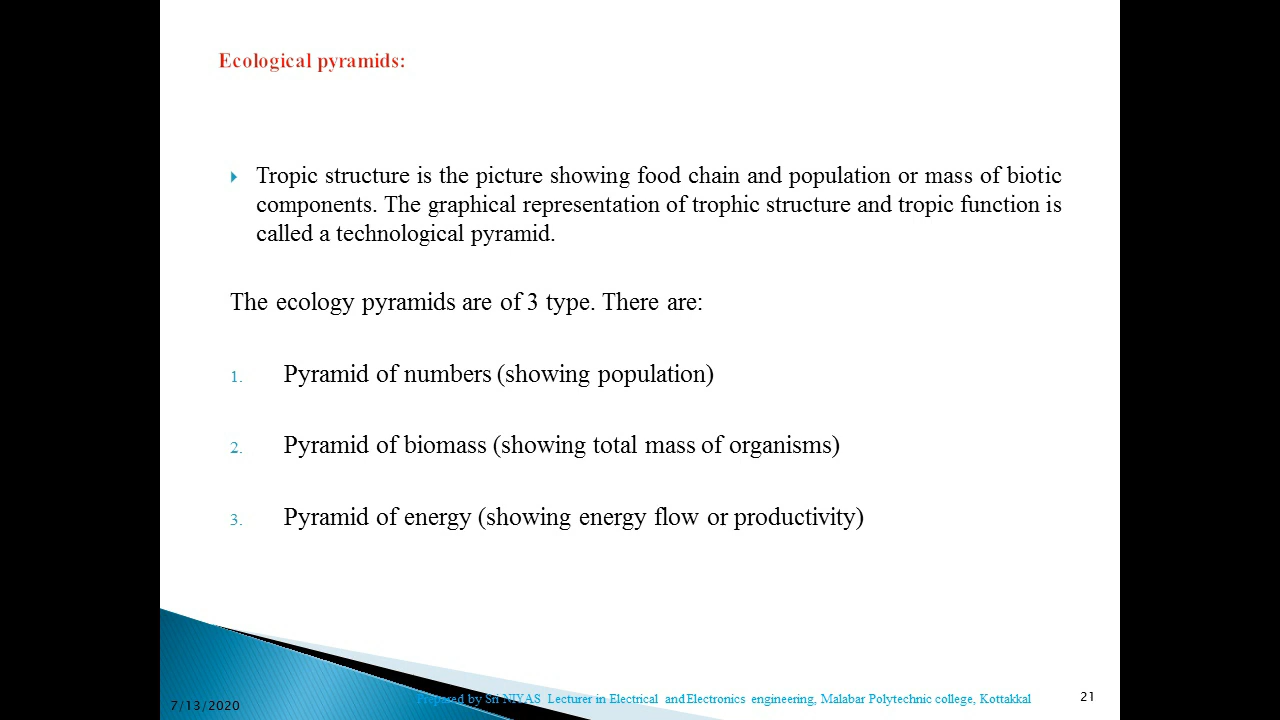 Ecological pyramids:
Tropic structure is the picture showing food chain and population or mass of biotic
components. The graphical representation of trophic structure and tropic function is
called a technological pyramid.
The ecology pyramids are of 3 type. There are:
1. Pyramid of numbers (showing population)
2. Pyramid of biomass (showing total mass of organisms)
3. Pyramid of energy (showing energy flow or productivity)
7/13/2020
Prepared by Sri NIYAS Lecturer in Electrical and Electronics engineering, Malabar Polytechnic college, Kottakkal
21